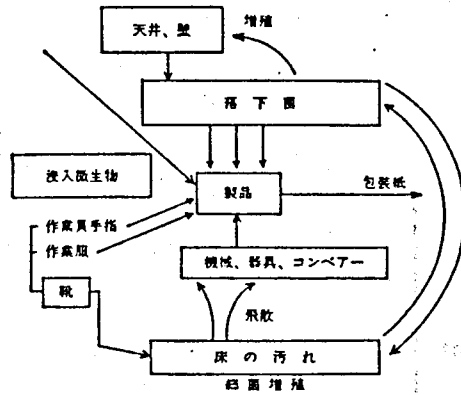 天井、壁
増殖
落下菌
浸入微生物
製品
包装紙
作業員手指
作業服
機械、器具、コンベアー
靴
飛散
床の汚れ
細菌増殖